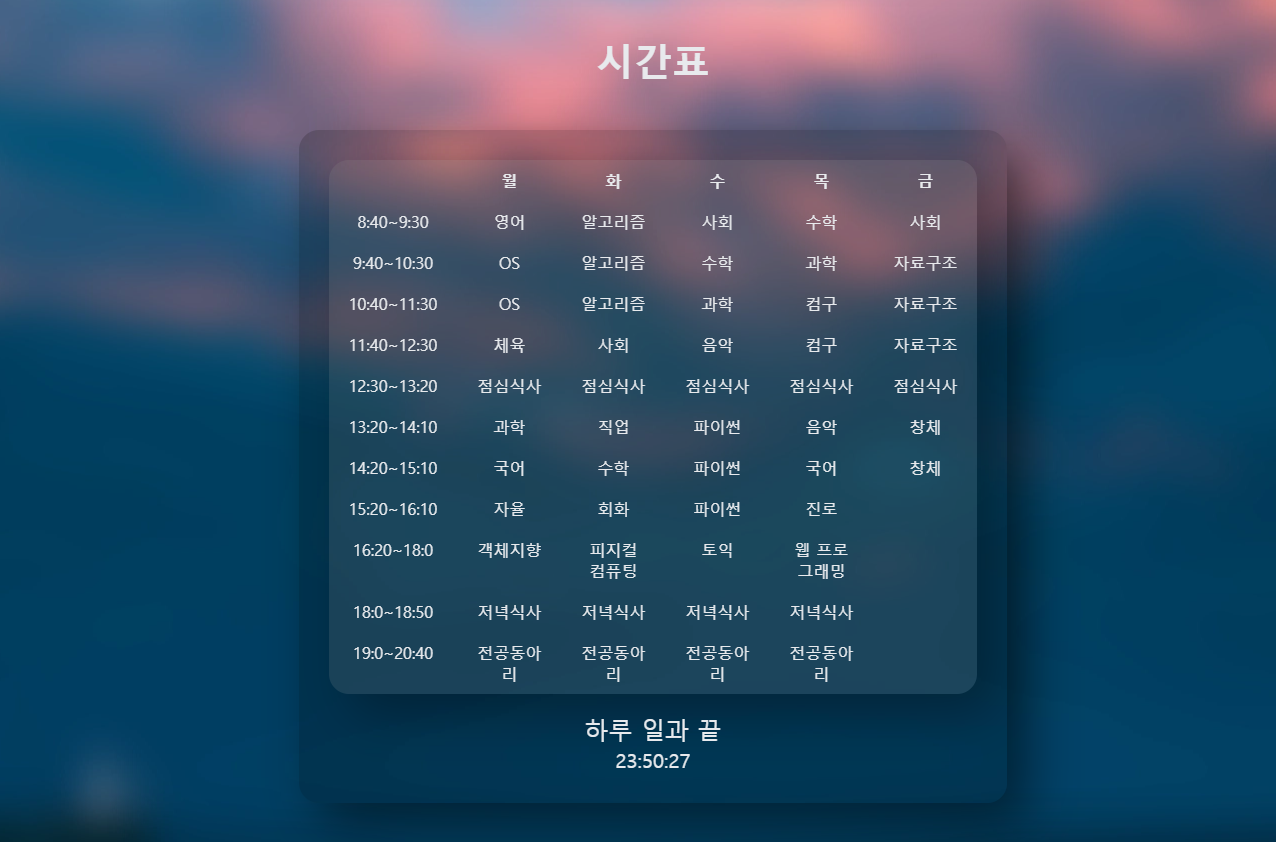 시간표
월 화 수 목 금
8:40~9:30 영어 알고리즘 사회 수학 사회
9:40~10:30 OS 알고리즘 수학 과학 자료구조
10:40~11:30 OS 알고리즘 과학 컴구 자료구조
11:40~12:30 체육 사회 음악 컴구 자료구조
12:30~13:20 점심식사 점심식사 점심식사 점심식사 점심식사
13:20~14:10 과학 직업 파이썬 음악 창체
14:20~15:10 국어 수학 파이썬 국어 창체
15:20~16:10 자율 회화 파이썬 진로
16:20~18:0 객체지향 피지컬 토익 웹 프로
컴퓨팅 그래밍
18:0~18:50 저녁식사 저녁식사 저녁식사 저녁식사
19:0~20:40 전공동아 전공동아 전공동아 전공동아
리 리 리 리
하루 일과 끝
23:50:27